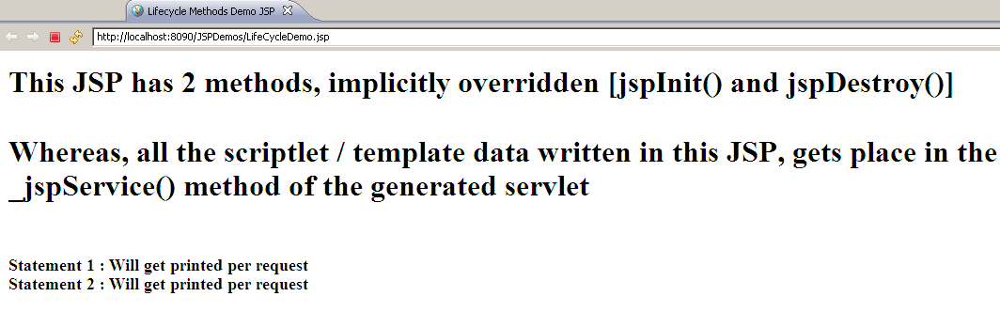 Lifecycle Methods Demo JSP
http://localhost:8090/JSPDemos/LifeCycleDemo.jsp
This JSP has 2 methods, implicitly overridden [jspInit() and jspDestroy()]
Whereas, all the scriptlet / template data written in this JSP, gets place in the
_jspService() method of the generated servlet
Statement 1 : Will get printed per request
Statement 2 : Will get printed per request